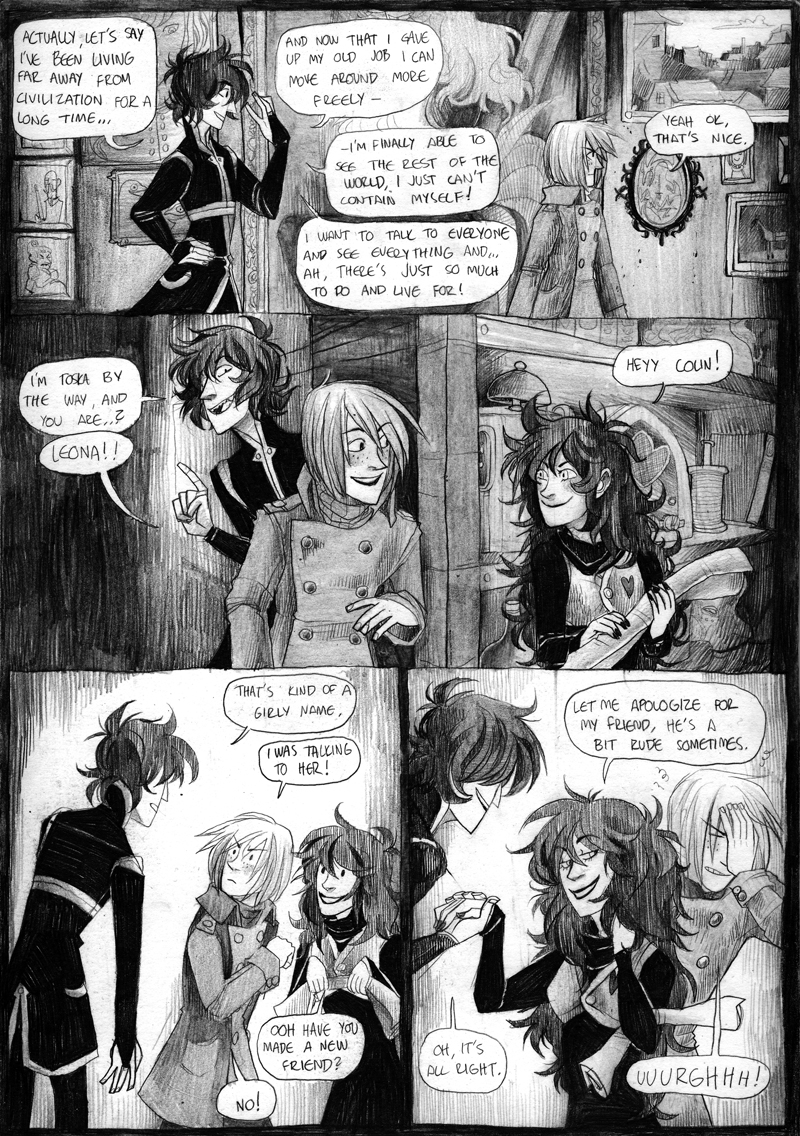 ACTUALLY, LET'S SAY
I'VE BEEN LIVING
FAR AWAY FROM
CIVILIZATION FOR A
LONG TIME...
AND NOW THAT I GAVE
UP MY OLD JOB I CAN
MOVE AROUND MORE
FREELY –
–I'M FINALLY ABLE TO
SEE THE REST OF THE
WORLD, I JUST CAN'T
CONTAIN MYSELF!
I WANT TO TALK TO EVERYONE
AND SEE EVERYTHING AND...
AH, THERE'S JUST SO MUCH
TO DO AND LIVE FOR!
YEAH OK,
THAT'S NICE.
I'M TOSKA BY
THE WAY, AND
YOU ARE..?
LEONA!!
HEYY COLIN!
THAT'S KIND OF A
GIRLY NAME.
I WAS TALKING
TO HER!
OOH HAVE YOU
MADE A NEW
FRIEND?
NO!
LET ME APOLOGIZE FOR
MY FRIEND, HE'S A
BIT RUDE SOMETIMES.
OH, IT'S
ALL RIGHT.
UUURGHHH!